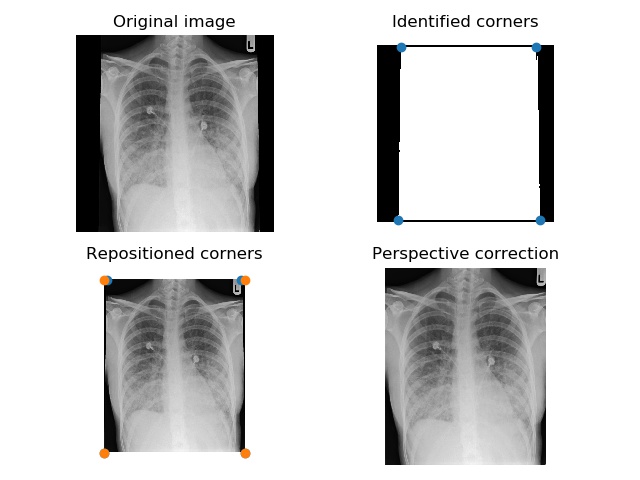 Original image
Identified corners
L
Repositioned corners
Perspective correction
L
L